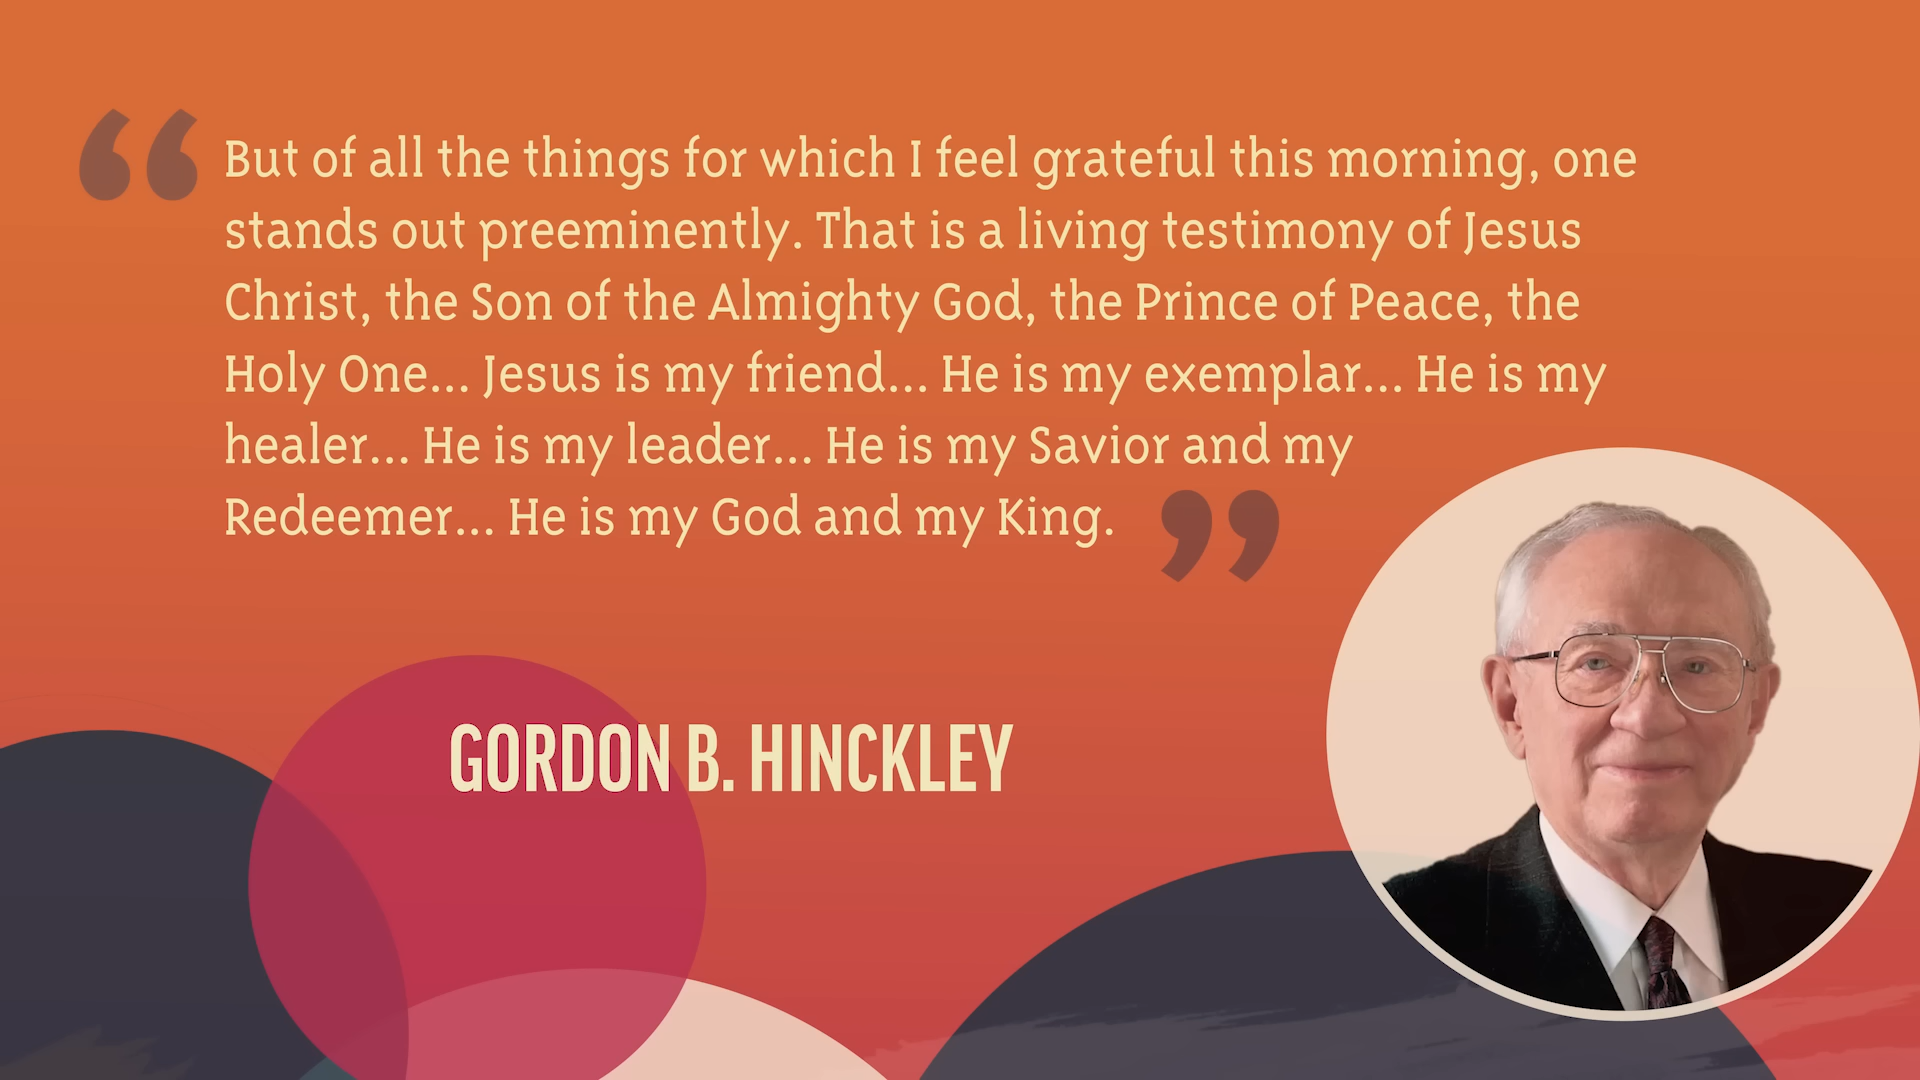 “But of all the things for which I feel grateful this morning, one
stands out preeminently. That is a living testimony of Jesus
Christ, the Son of the Almighty God, the Prince of Peace, the
Holy One... Jesus is my friend... He is my exemplar... He is my
healer... He is my leader... He is my Savior and my
Redeemer... He is my God and my King.”
GORDON B. HINCKLEY